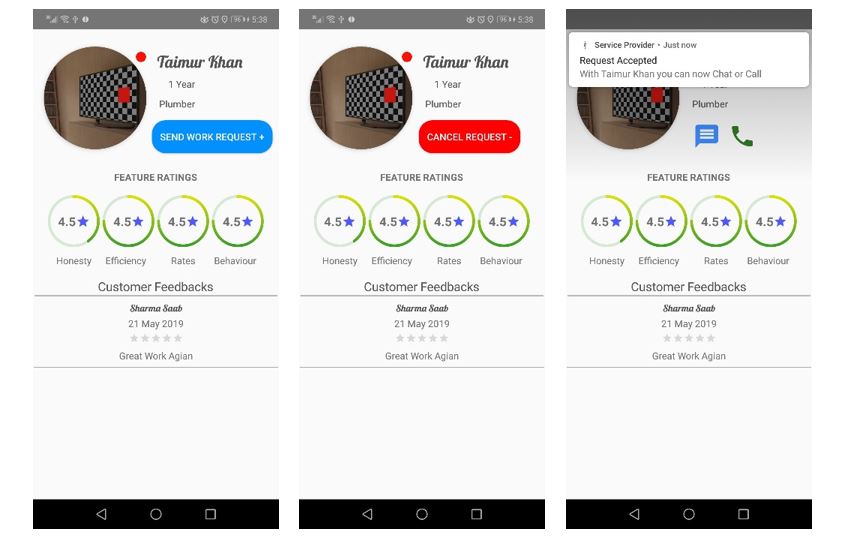 5:38
Taimur Khan
1 Year
Plumber
SEND WORK REQUEST +
FEATURE RATINGS
4.5 4.5 4.5 4.5
Honesty Efficiency Rates Behaviour
Customer Feedbacks
Sharma Saab
21 May 2019
Great Work Agian
5:38
Taimur Khan
1 Year
Plumber
CANCEL REQUEST -
FEATURE RATINGS
4.5 4.5 4.5 4.5
Honesty Efficiency Rates Behaviour
Customer Feedbacks
Sharma Saab
21 May 2019
Great Work Agian
Service Provider • Just now
Request Accepted
With Taimur Khan you can now Chat or Call
Plumber
FEATURE RATINGS
4.5 4.5 4.5 4.5
Honesty Efficiency Rates Behaviour
Customer Feedbacks
Sharma Saab
21 May 2019
Great Work Agian